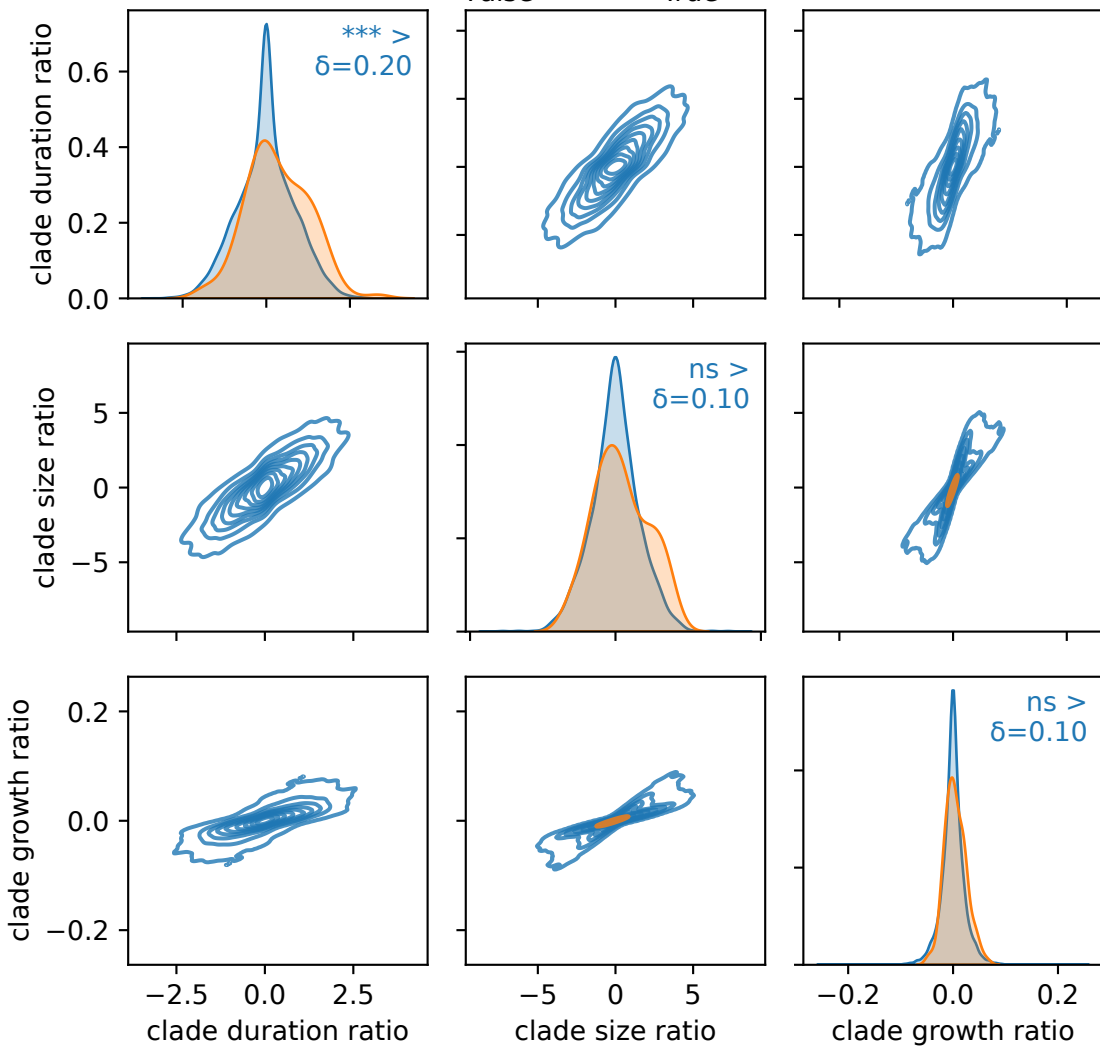 clade duration ratio
0.6
0.4
0.2
0.0
*** >
δ=0.20
clade size ratio
5
0
−5
ns >
δ=0.10
clade growth ratio
0.2
0.0
−0.2
ns >
δ=0.10
−2.5 0.0 2.5
−5 0 5
−0.2 0.0 0.2
clade duration ratio
clade size ratio
clade growth ratio